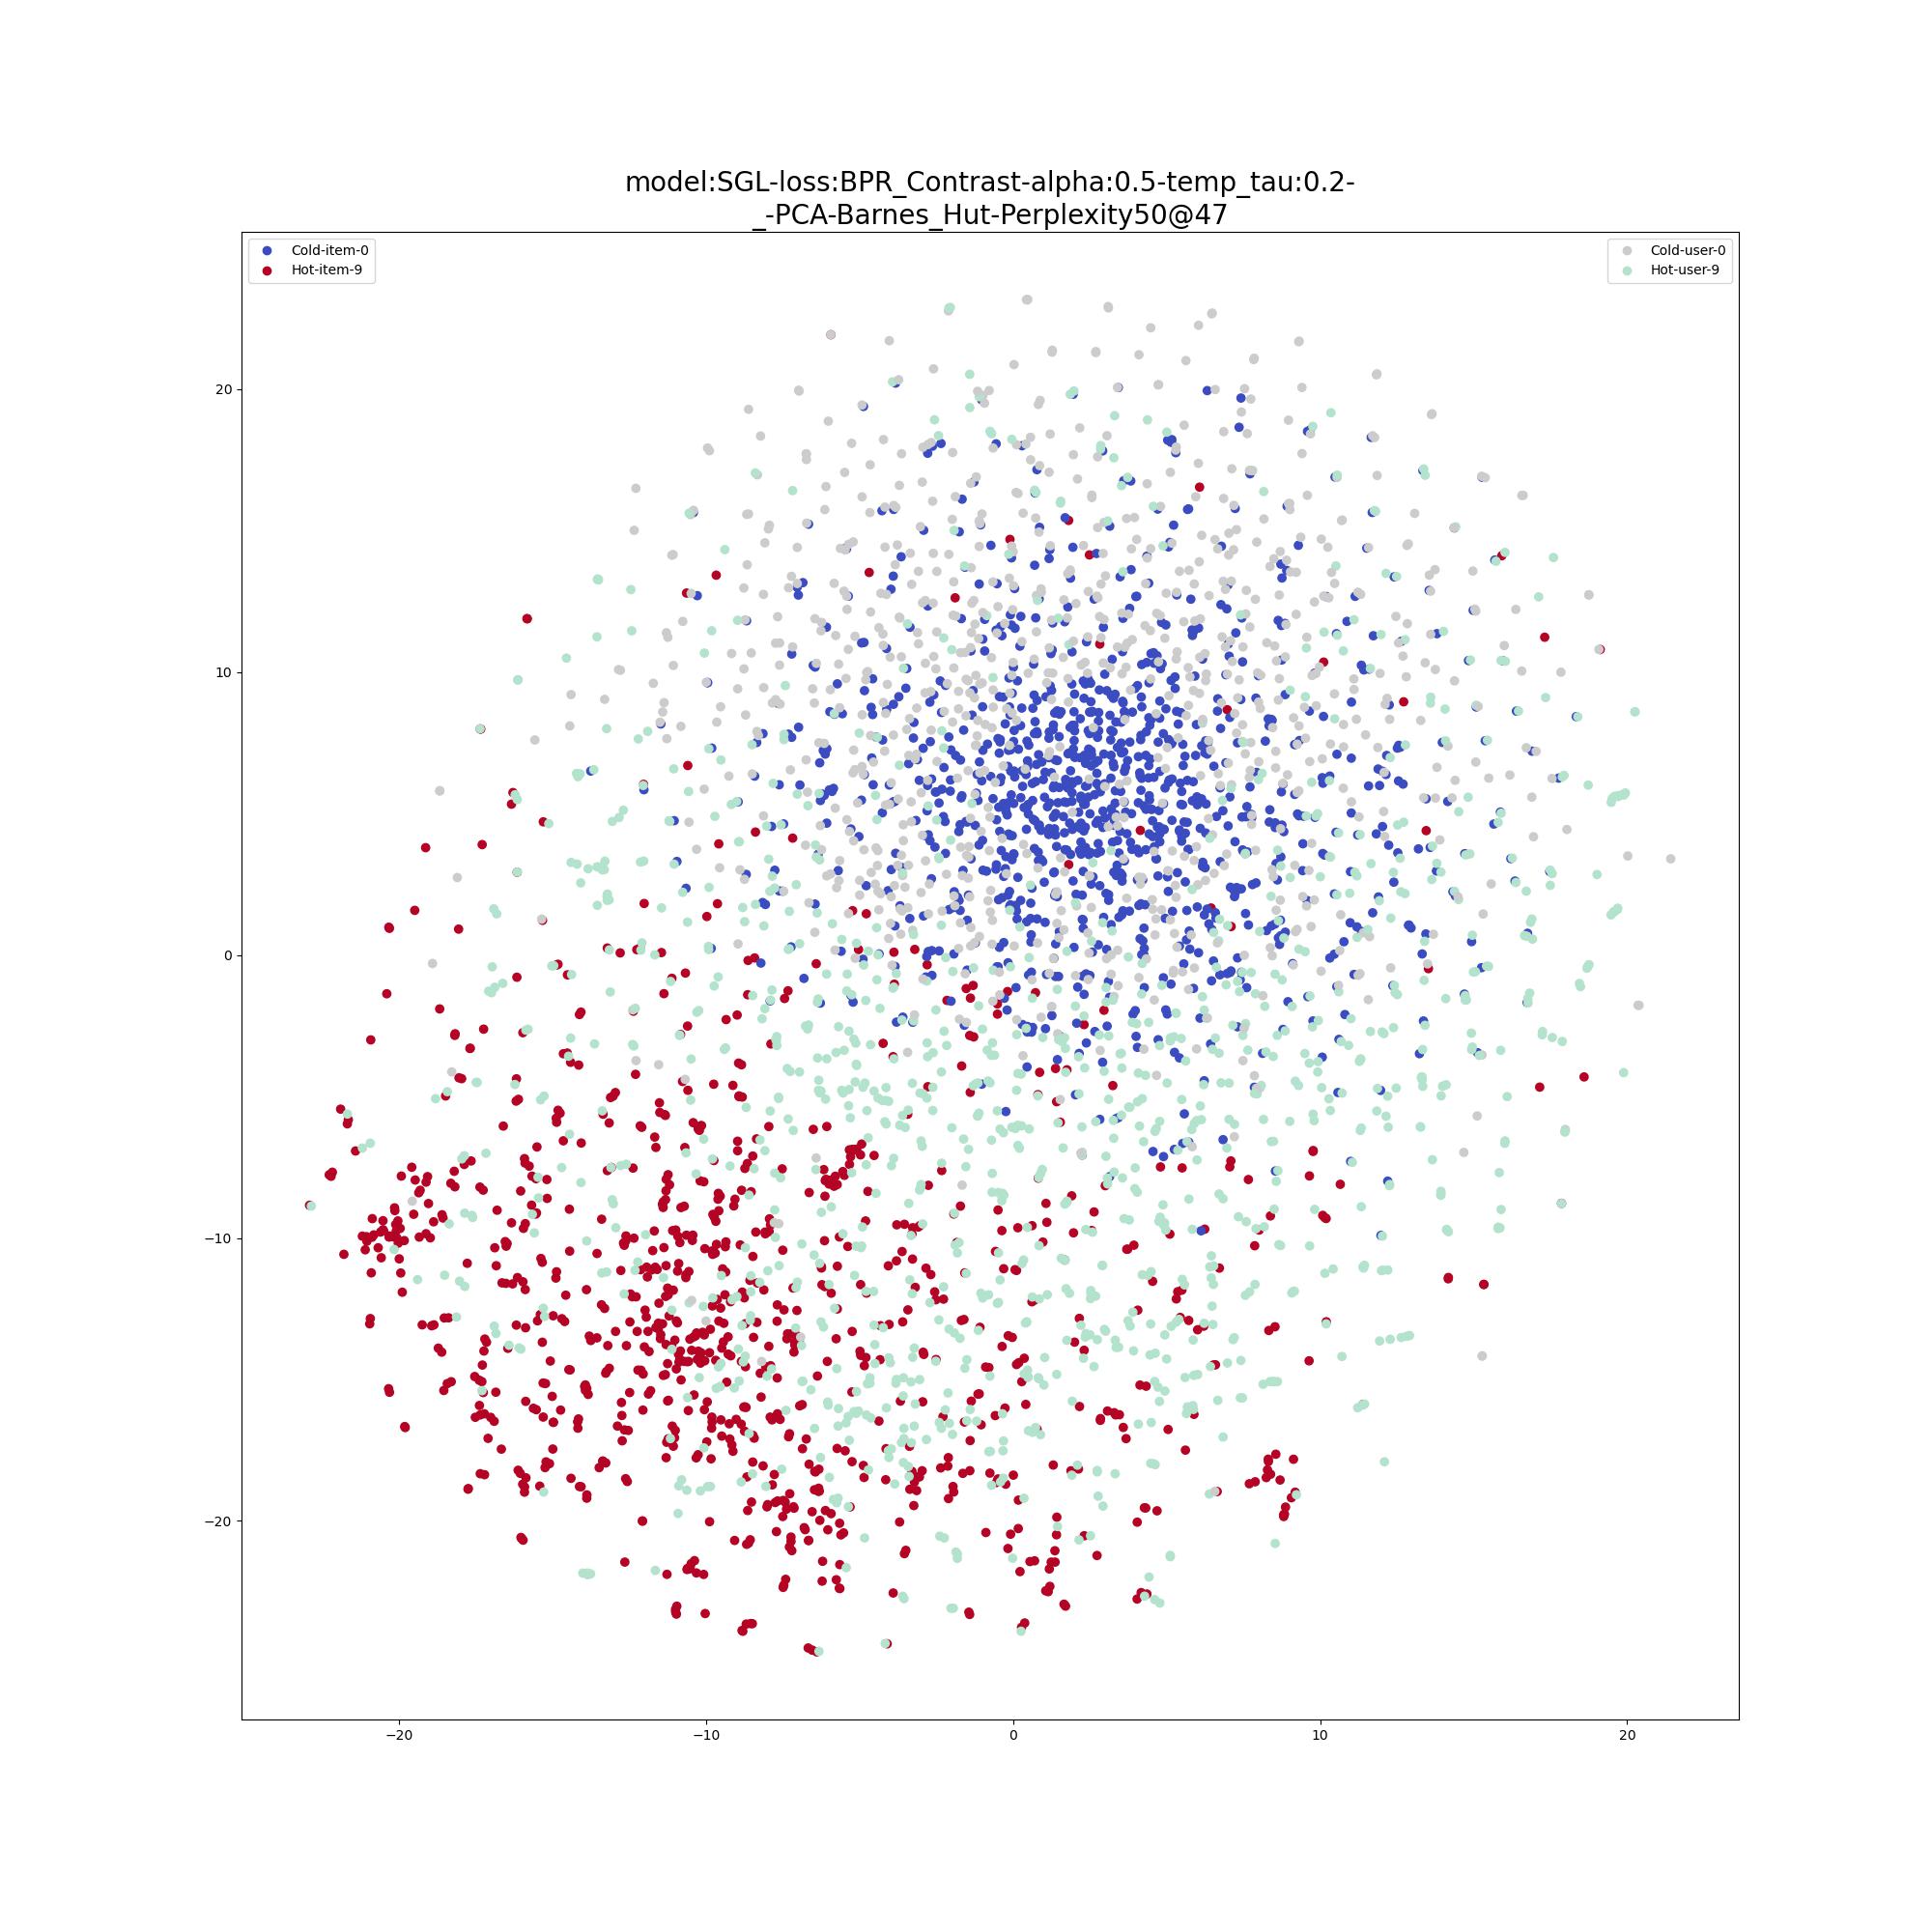 model:SGL-loss:BPR_Contrast-alpha:0.5-temp_tau:0.2-
_-PCA-Barnes_Hut-Perplexity50@47
Cold-item-0
Hot-item-9
Cold-user-0
Hot-user-9
20
10
0
−10
−20
−20
−10
0
10
20